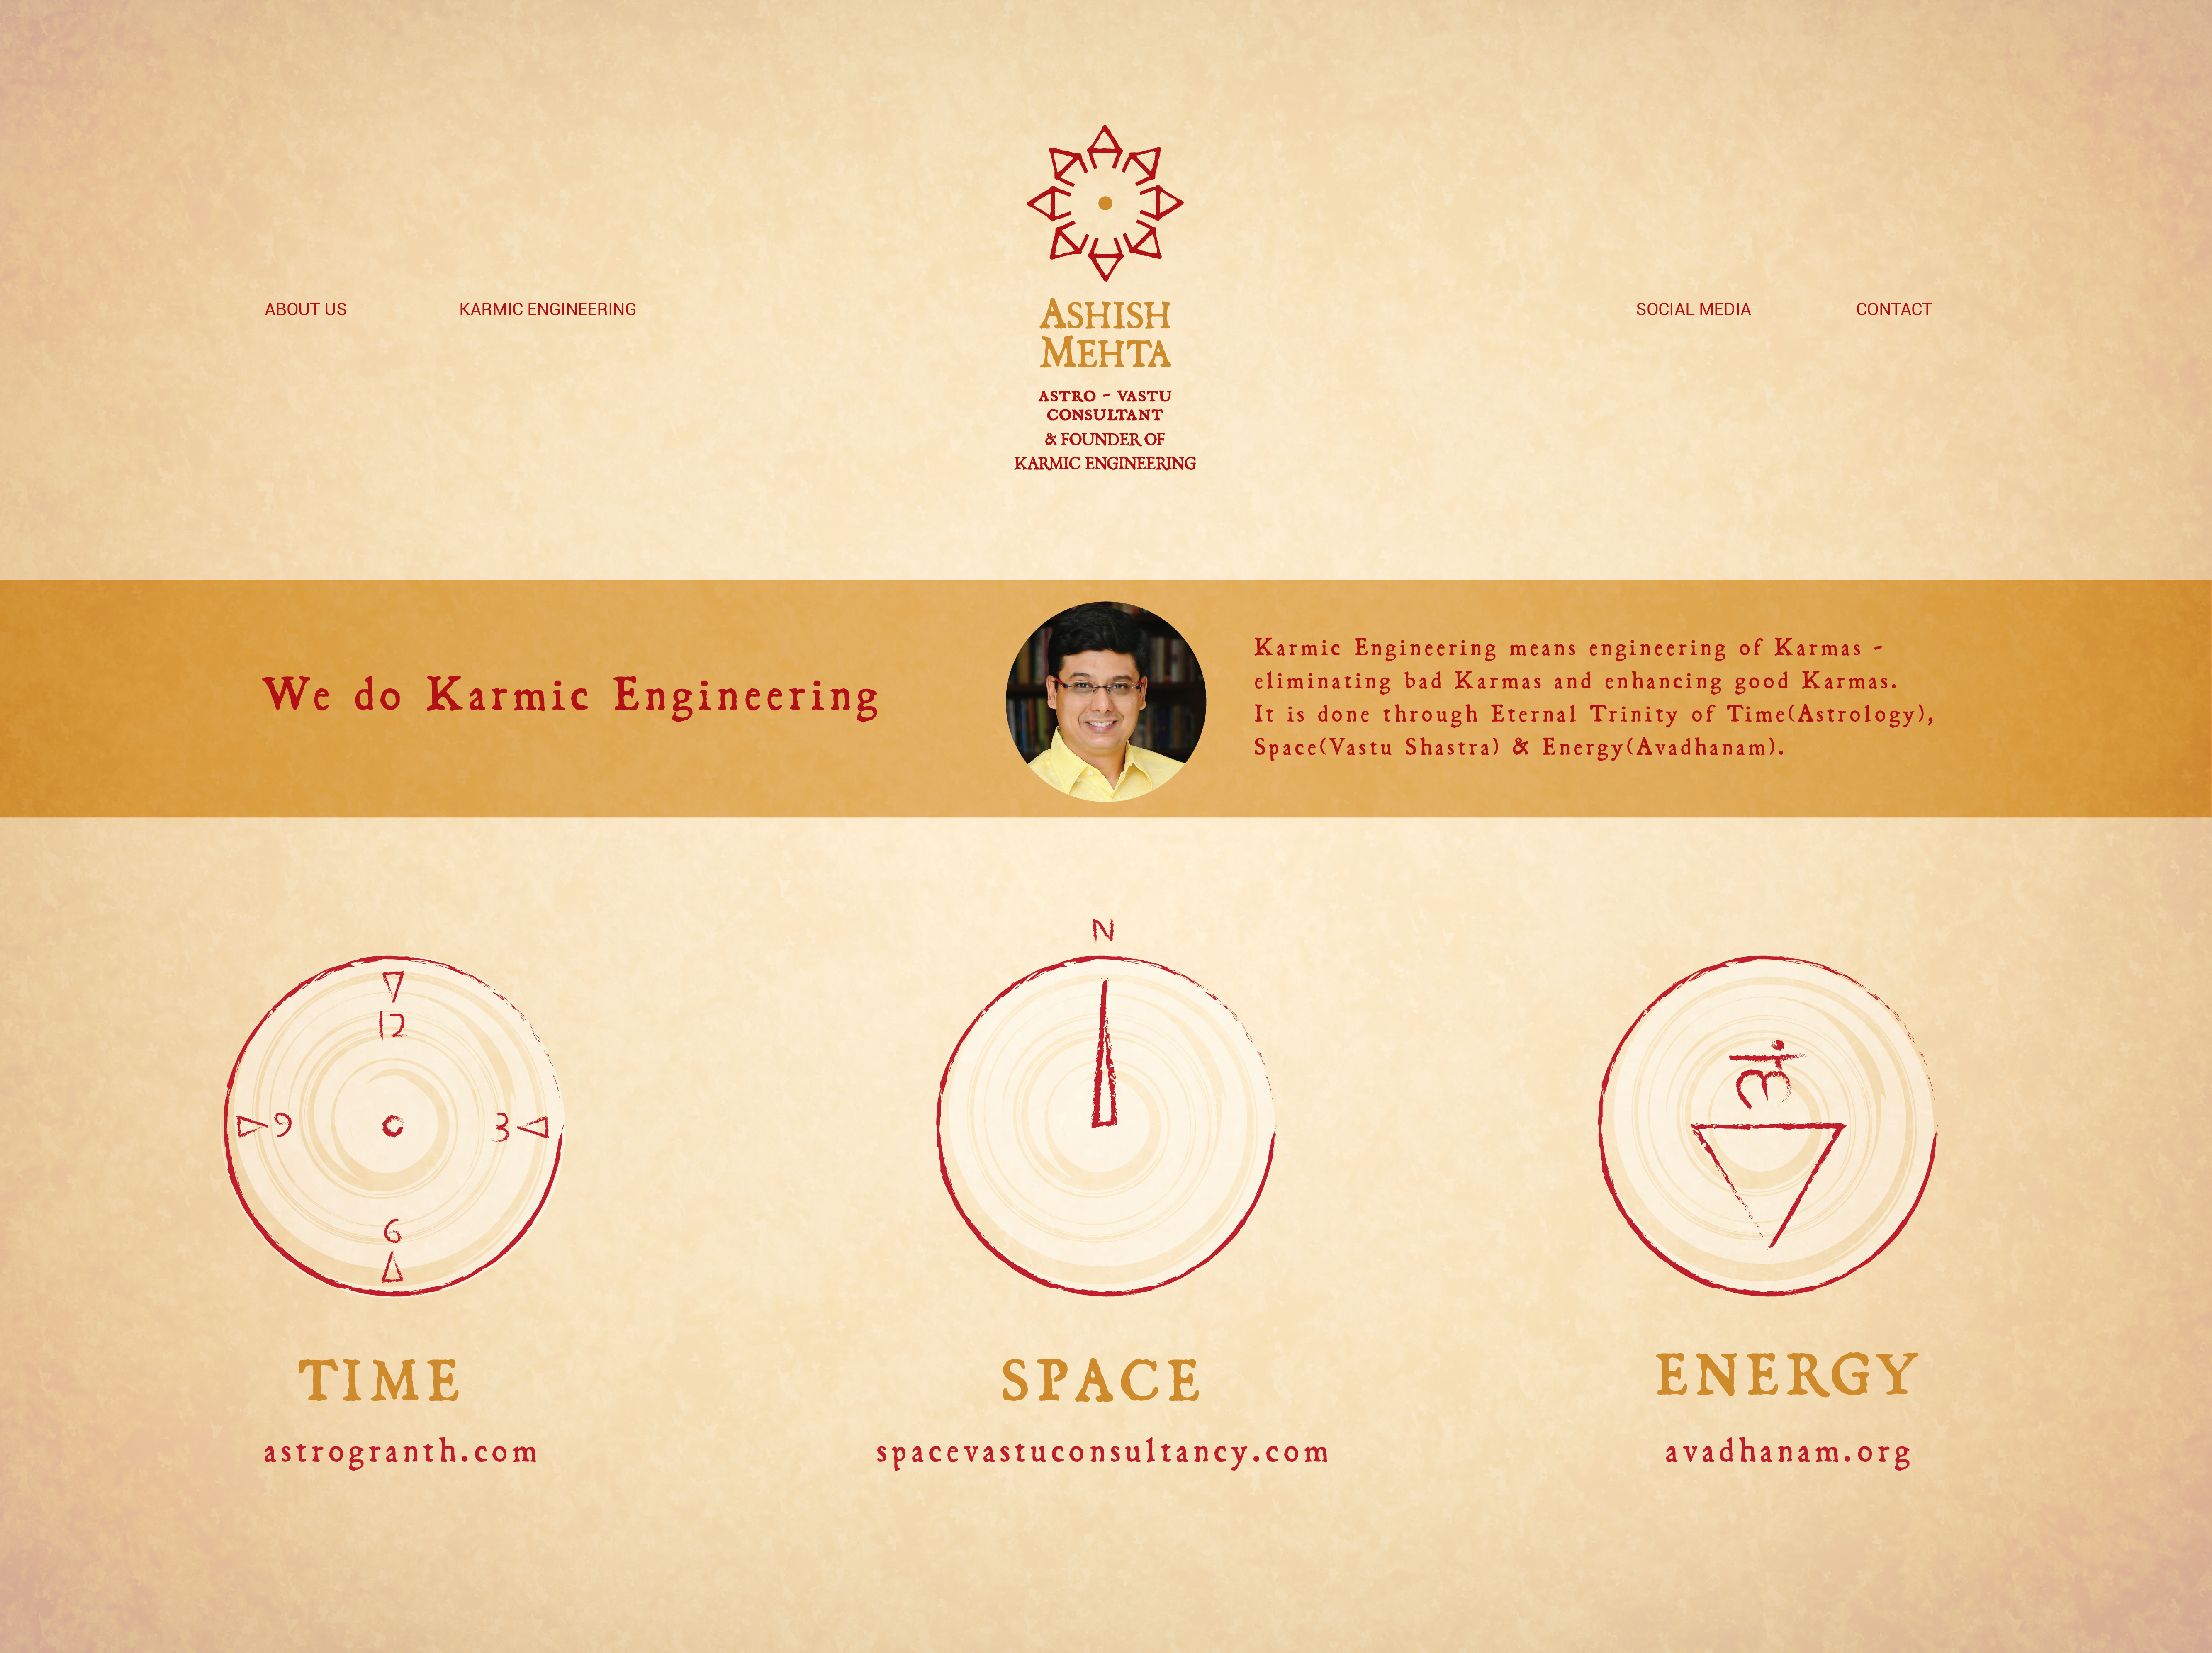 ABOUT US
KARMIC ENGINEERING
ASHISH
MEHTA
ASTRO - VASTU
CONSULTANT
& FOUNDER OF
KARMIC ENGINEERING
SOCIAL MEDIA
CONTACT
We do Karmic Engineering
Karmic Engineering means engineering of Karmas -
eliminating bad Karmas and enhancing good Karmas.
It is done through Eternal Trinity of Time(Astrology),
Space(Vastu Shastra) & Energy(Avadhanam).
12
9
3
6
TIME
astrogranth.com
N
SPACE
spacevastuconsultancy.com
ENERGY
avadhanam.org